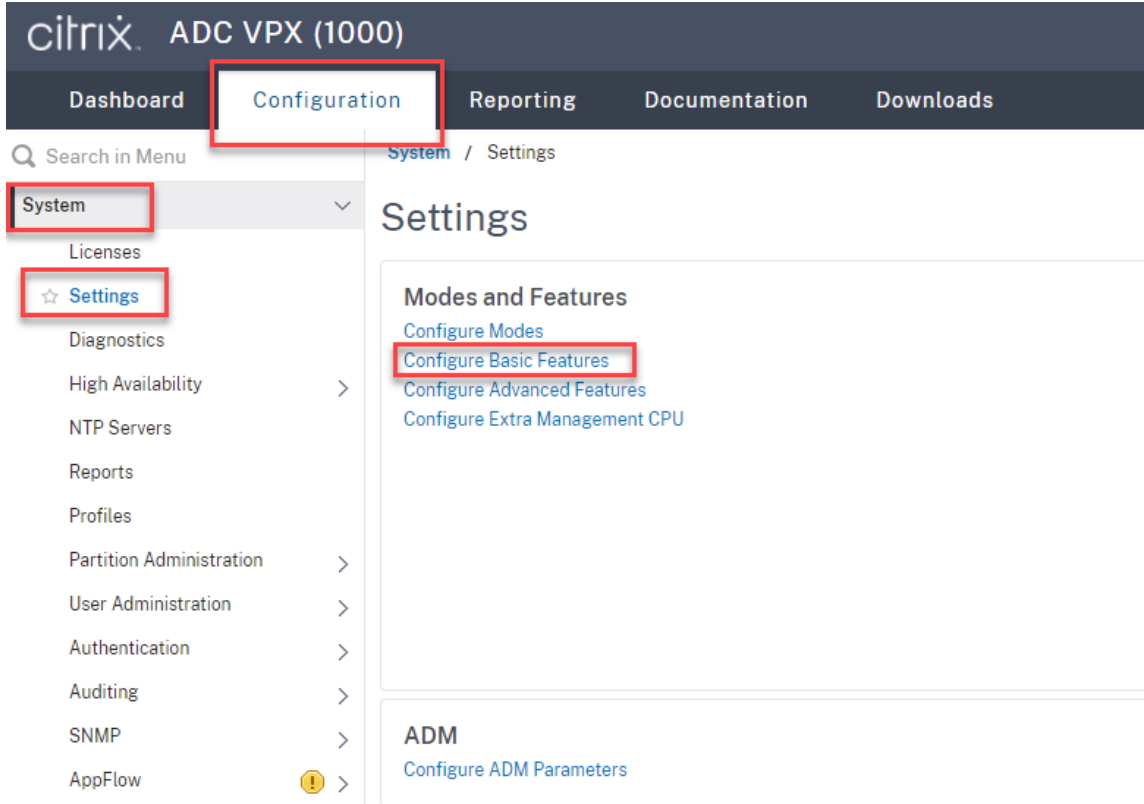 citrix. ADC VPX (1000)
Dashboard Configuration Reporting Documentation Downloads
Search in Menu
System
Licenses
Settings
Diagnostics
High Availability
NTP Servers
Reports
Profiles
Partition Administration
User Administration
Authentication
Auditing
SNMP
AppFlow
System / Settings
Settings
Modes and Features
Configure Modes
Configure Basic Features
Configure Advanced Features
Configure Extra Management CPU
ADM
Configure ADM Parameters